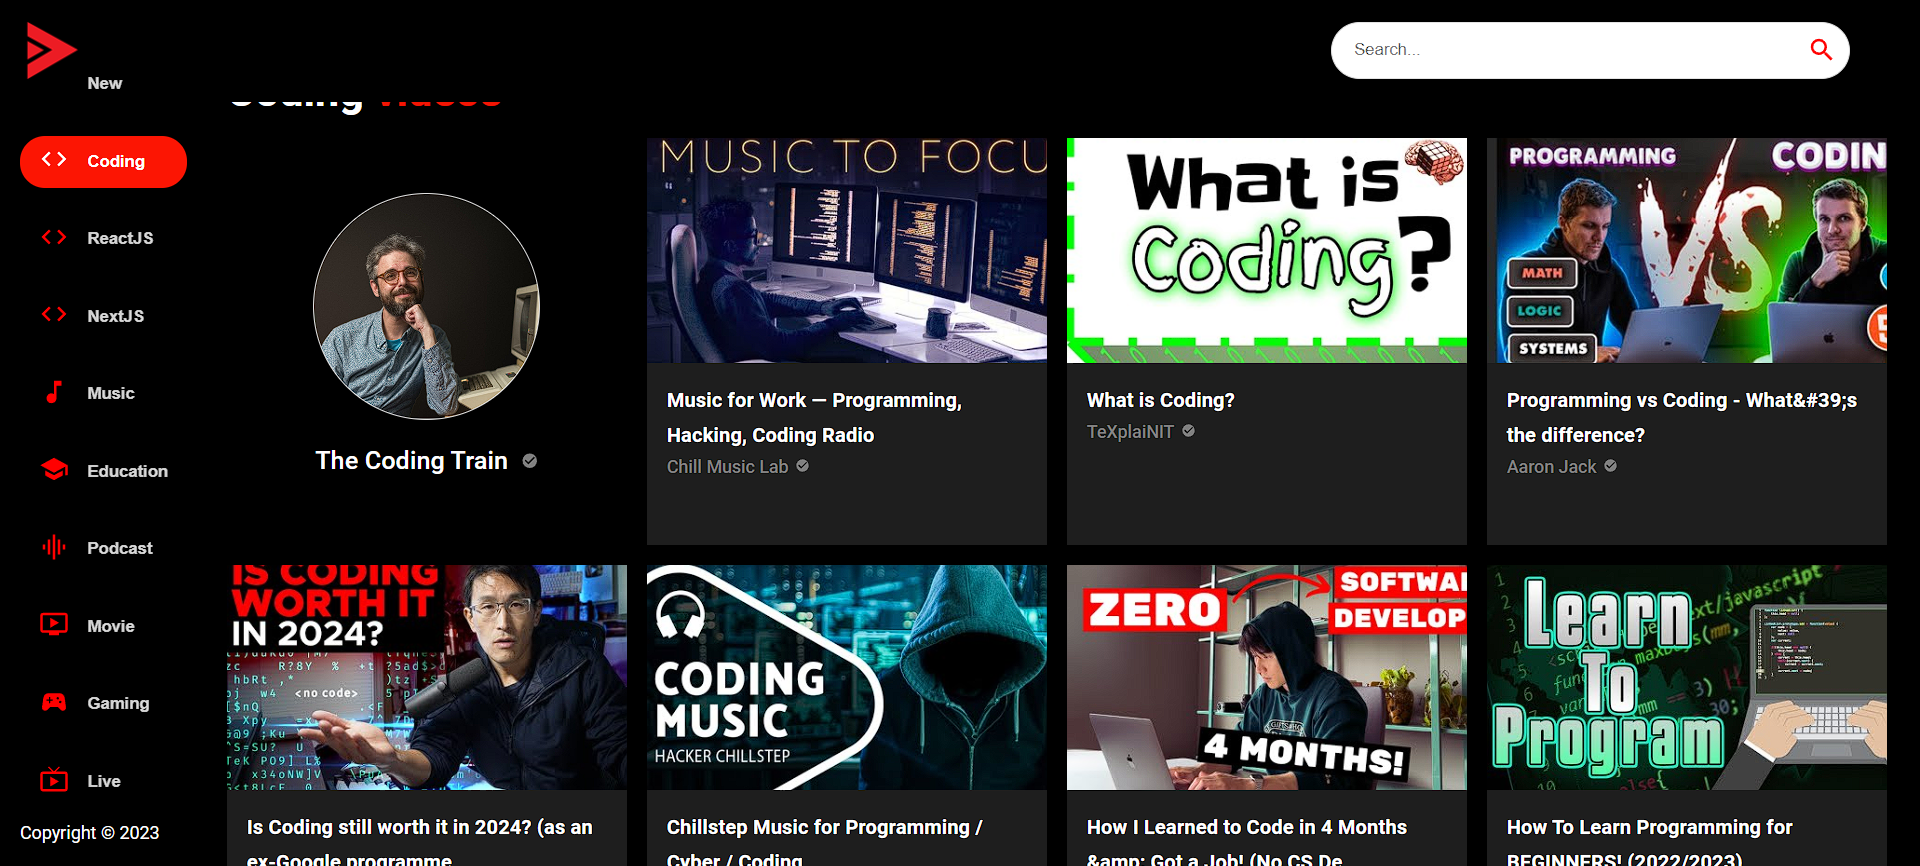 Search...
New
Coding Videos
Coding
ReactJS
NextJS
Music
Education
Podcast
Movie
Gaming
Live
Copyright © 2023
The Coding Train
MUSIC TO FOCU
Music for Work — Programming,
Hacking, Coding Radio
Chill Music Lab
What is
Coding?
What is Coding?
TeXplaiNIT
PROGRAMMING
CODIN
VS
MATH
LOGIC
SYSTEMS
Programming vs Coding - What&#39;s
the difference?
Aaron Jack
IS CODING
WORTH IT
IN 2024?
<no code>
Is Coding still worth it in 2024? (as an
ex-Google programme
CODING
MUSIC
HACKER CHILLSTEP
Chillstep Music for Programming /
Cyber / Coding
ZERO
SOFTWAR
DEVELOP
4 MONTHS!
How I Learned to Code in 4 Months
&amp; Got a Job! (No CS De
Learn
To
Program
How To Learn Programming for
BEGINNERS! (2022/2023)